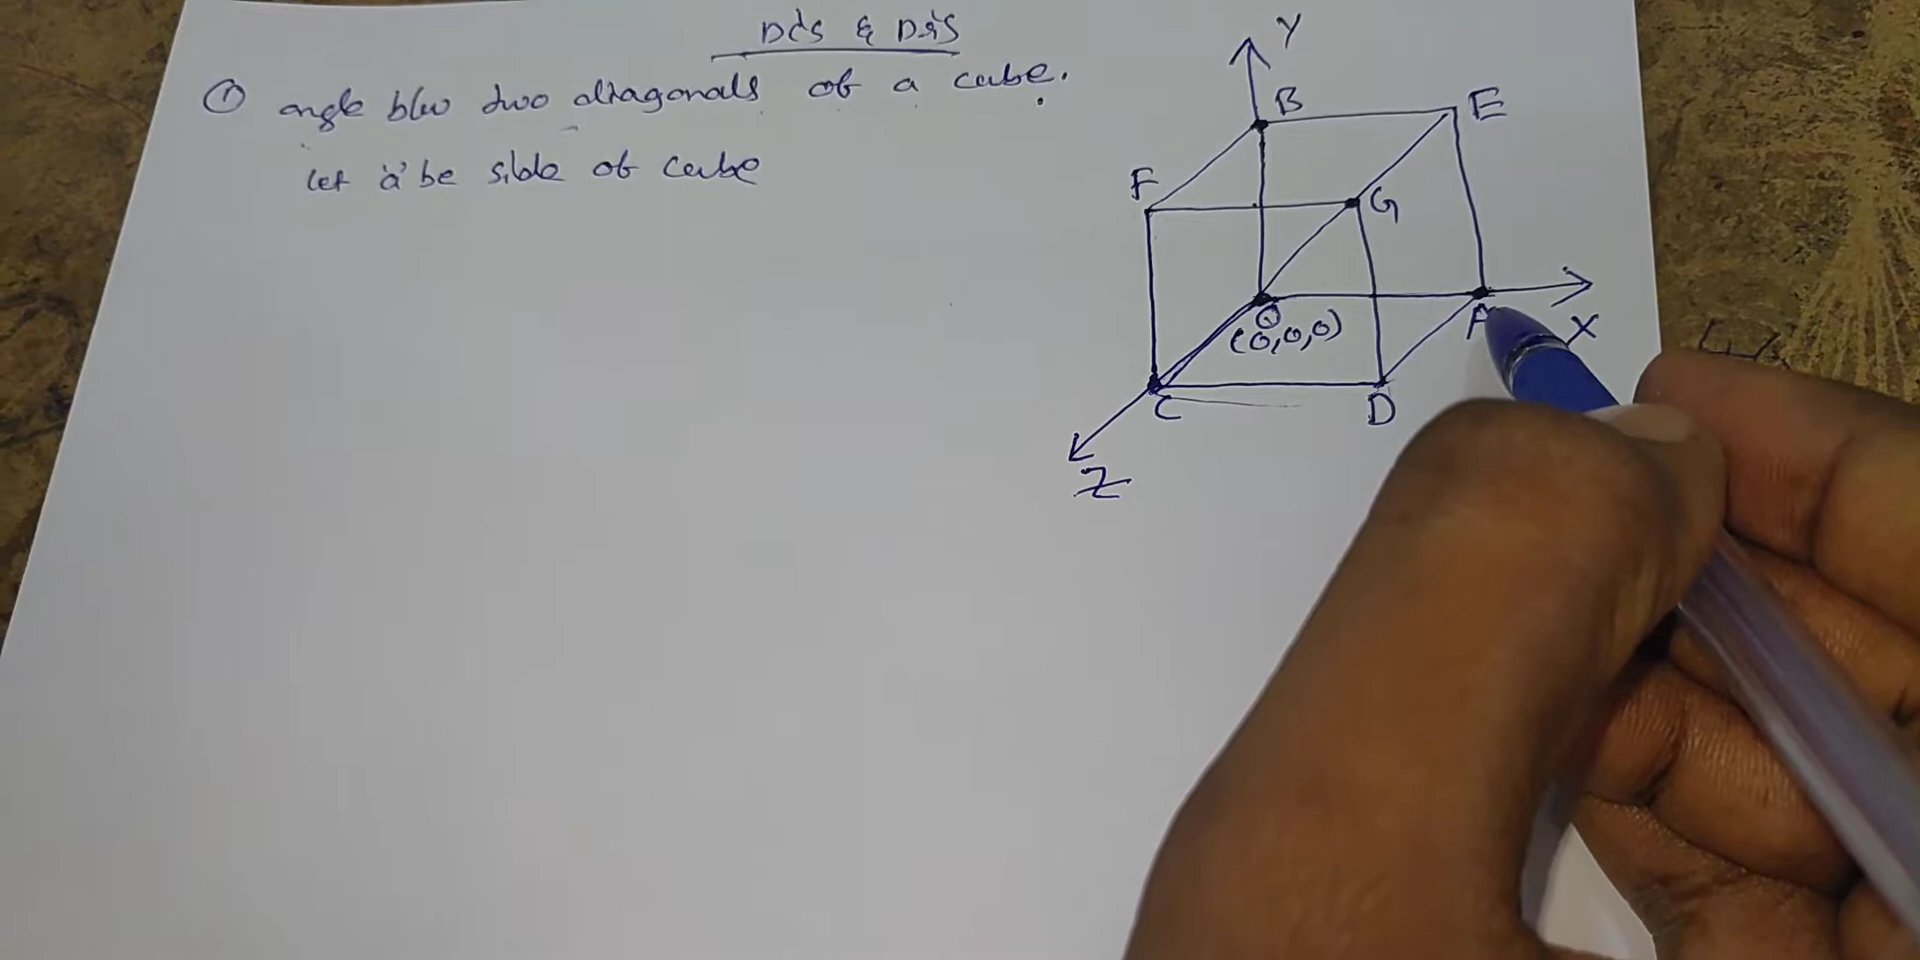 Dc's & Dr's
① angle b/w two diagonals of a cube.
let 'a' be side of cube
Y
B
E
F
G
O
(0,0,0)
A
X
C
D
Z